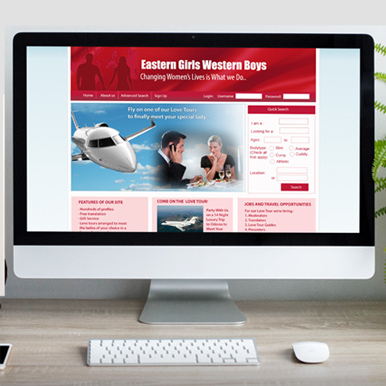 Eastern Girls Western Boys
Changing Women's Lives is What we Do..
Home About us Advanced Search Sign Up Login: Username Password:
Fly on one of our Love Tours
to finally meet your special lady
Quick Search
I am a
Looking for a
Ages to
Bodytype Slim Average
(Check all that apply) Curvy Cuddly
Athletic
Location
Search
FEATURES OF OUR SITE
-Hundreds of profiles
-Free translation
-Gift Service
-Love tours arranged to meet
the ladies of your choice in a
COME ON THE LOVE TOUR!
Party With Us
on a 14 Night
Luxury Trip
to Odessa to
Meet Your
JOBS AND TRAVEL OPPORTUNITIES
For our Love Tour we're hiring:
1. Moderators
2. Translators
3. Love Tour Guides